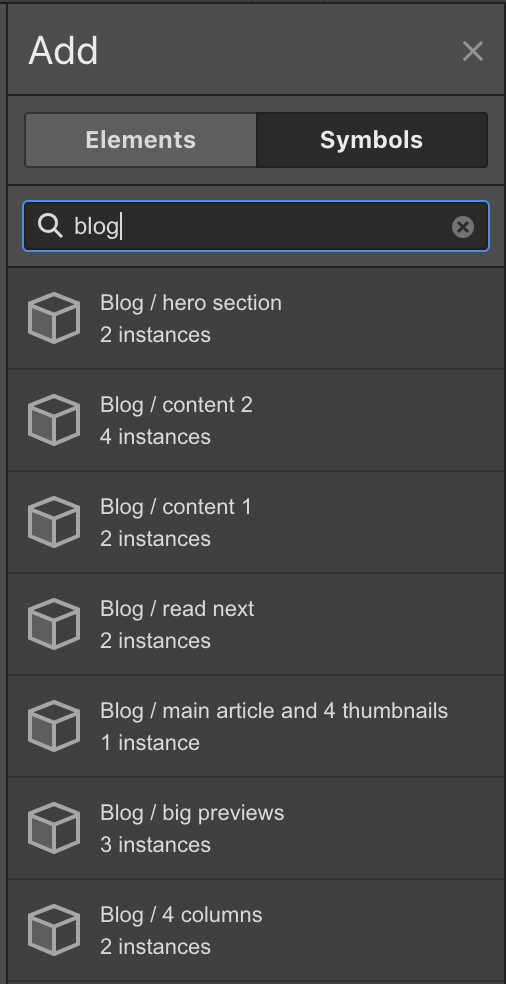 Add
Elements
Symbols
blog
Blog / hero section
2 instances
Blog / content 2
4 instances
Blog / content 1
2 instances
Blog / read next
2 instances
Blog / main article and 4 thumbnails
1 instance
Blog / big previews
3 instances
Blog / 4 columns
2 instances